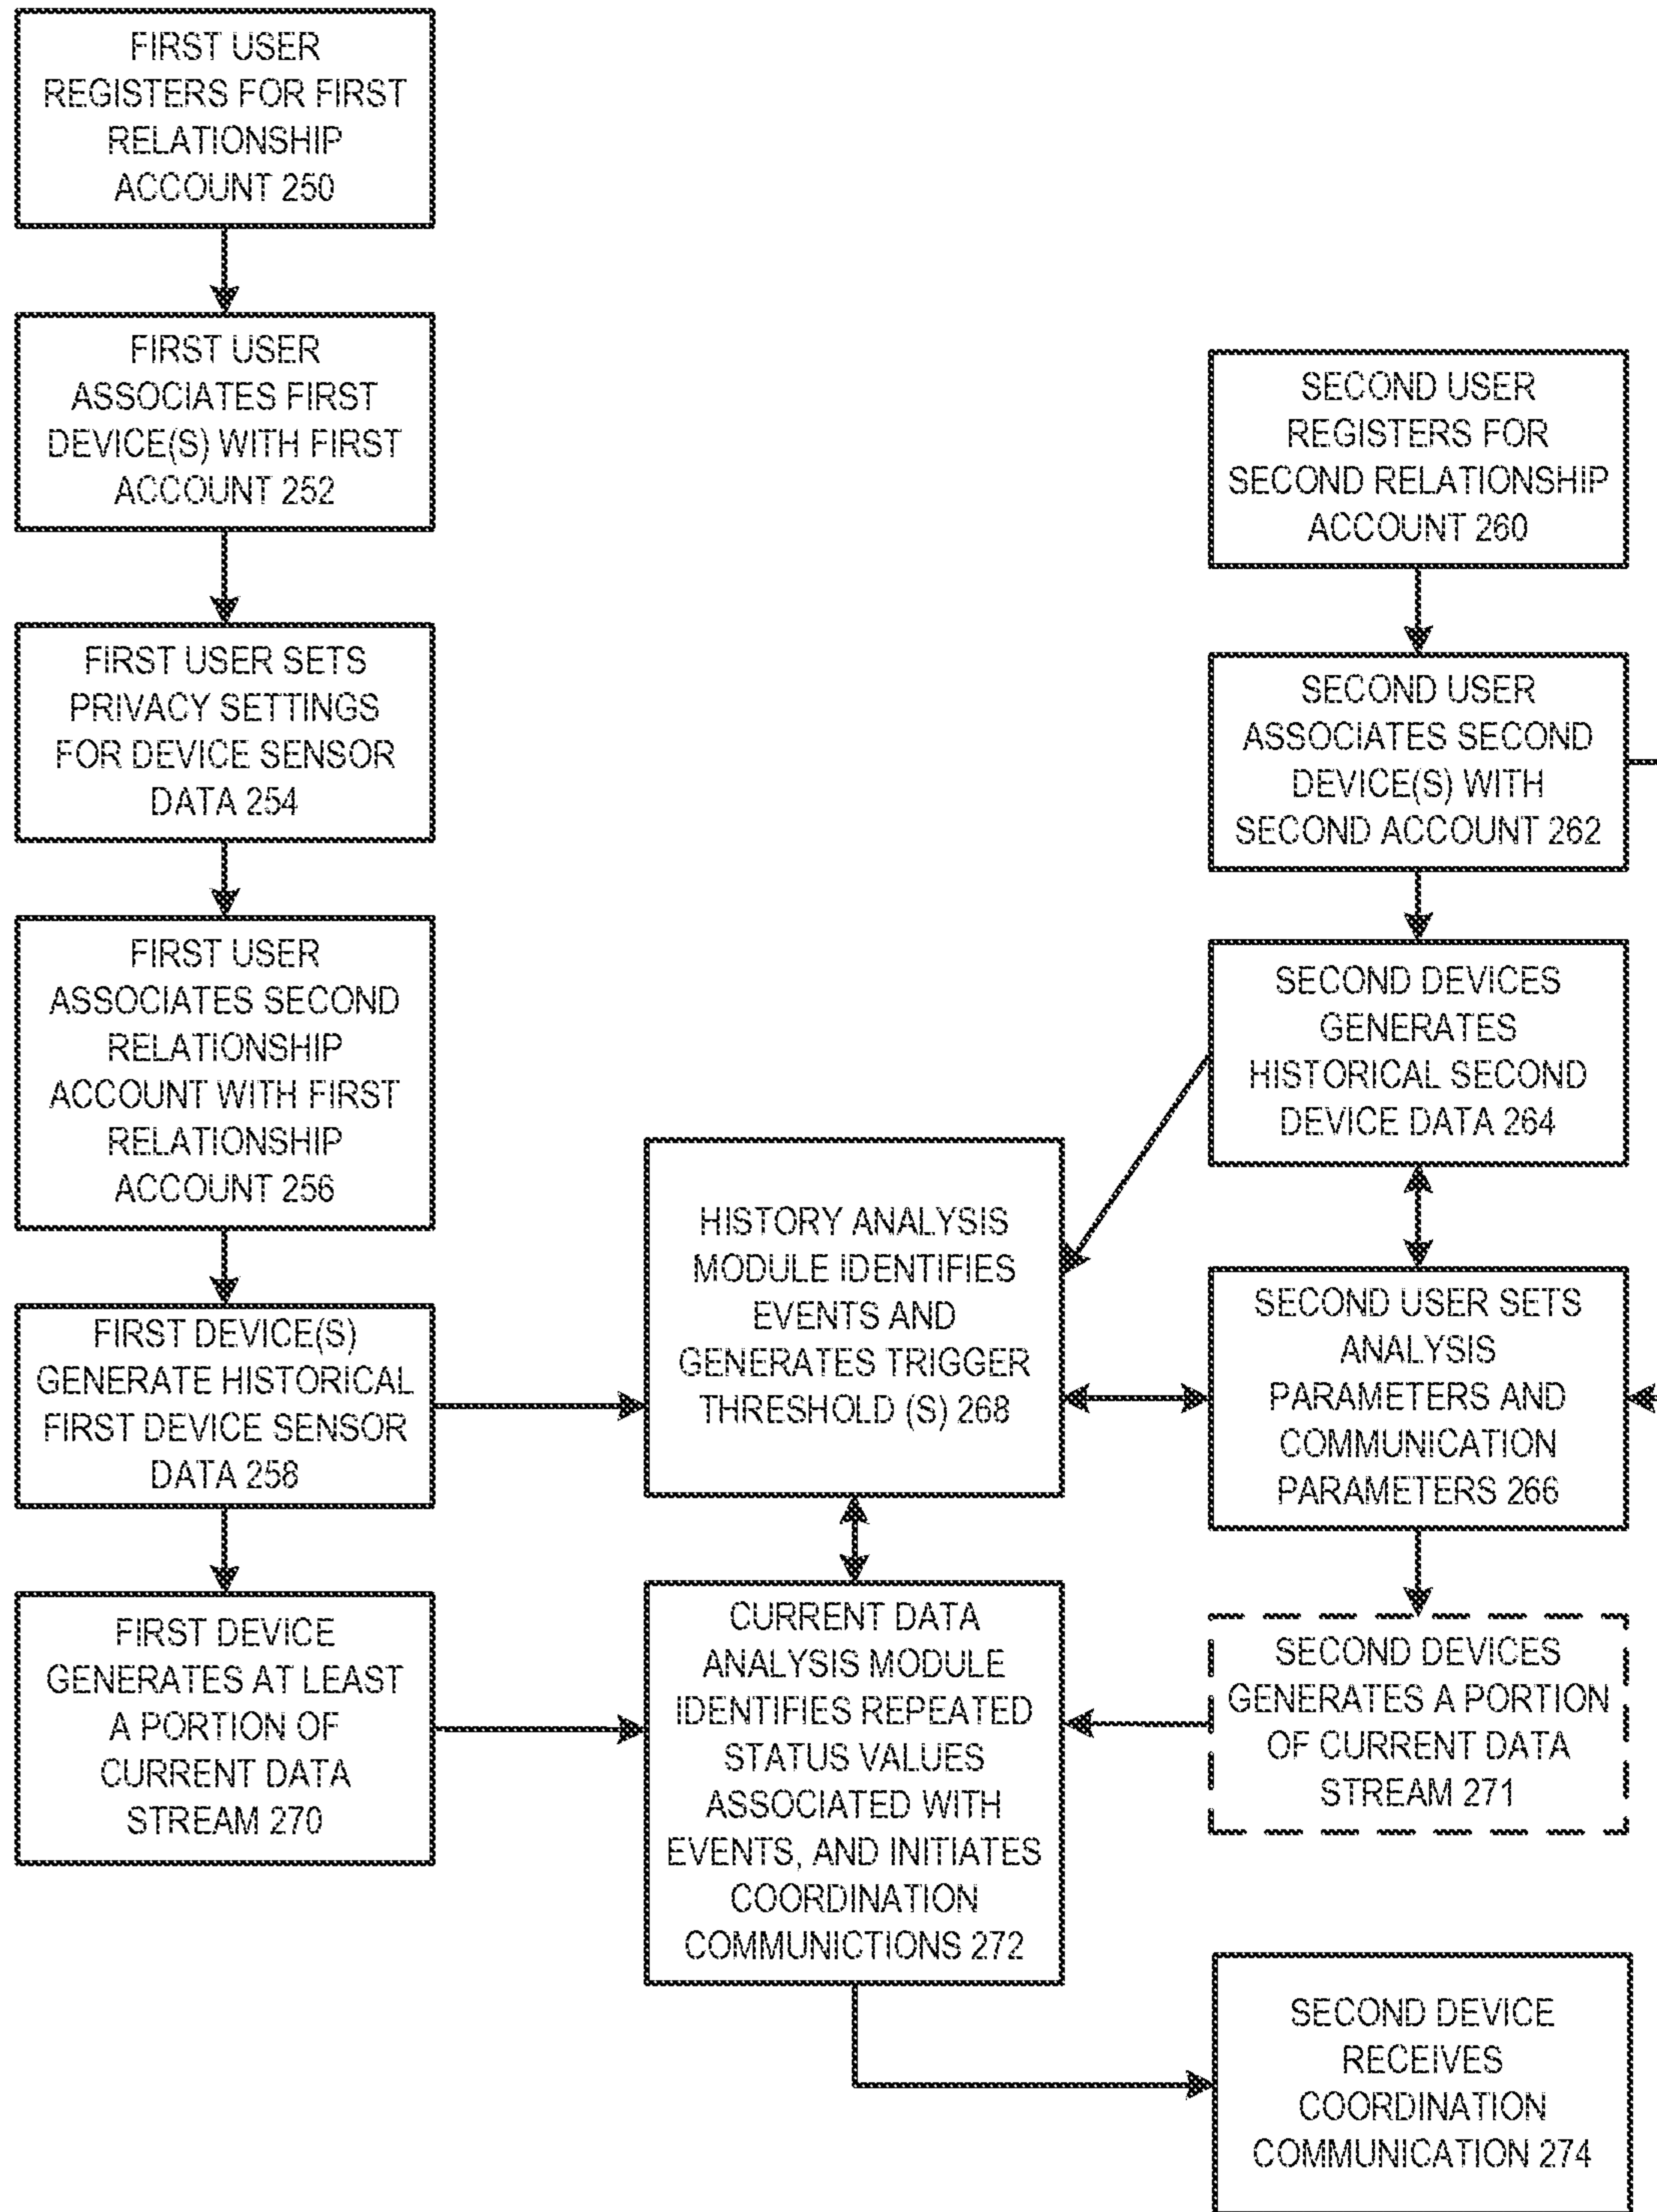 FIRST USER
REGISTERS FOR FIRST
RELATIONSHIP
ACCOUNT 250
FIRST USER
ASSOCIATES FIRST
DEVICE(S) WITH FIRST
ACCOUNT 252
FIRST USER SETS
PRIVACY SETTINGS
FOR DEVICE SENSOR
DATA 254
FIRST USER
ASSOCIATES SECOND
RELATIONSHIP
ACCOUNT WITH FIRST
RELATIONSHIP
ACCOUNT 256
FIRST DEVICE(S)
GENERATE HISTORICAL
FIRST DEVICE SENSOR
DATA 258
FIRST DEVICE
GENERATES AT LEAST
A PORTION OF
CURRENT DATA
STREAM 270
HISTORY ANALYSIS
MODULE IDENTIFIES
EVENTS AND
GENERATES TRIGGER
THRESHOLD (S) 268
CURRENT DATA
ANALYSIS MODULE
IDENTIFIES REPEATED
STATUS VALUES
ASSOCIATED WITH
EVENTS, AND INITIATES
COORDINATION
COMMUNICTIONS 272
SECOND USER
REGISTERS FOR
SECOND RELATIONSHIP
ACCOUNT 260
SECOND USER
ASSOCIATES SECOND
DEVICE(S) WITH
SECOND ACCOUNT 262
SECOND DEVICES
GENERATES
HISTORICAL SECOND
DEVICE DATA 264
SECOND USER SETS
ANALYSIS
PARAMETERS AND
COMMUNICATION
PARAMETERS 266
SECOND DEVICES
GENERATES A PORTION
OF CURRENT DATA
STREAM 271
SECOND DEVICE
RECEIVES
COORDINATION
COMMUNICATION 274